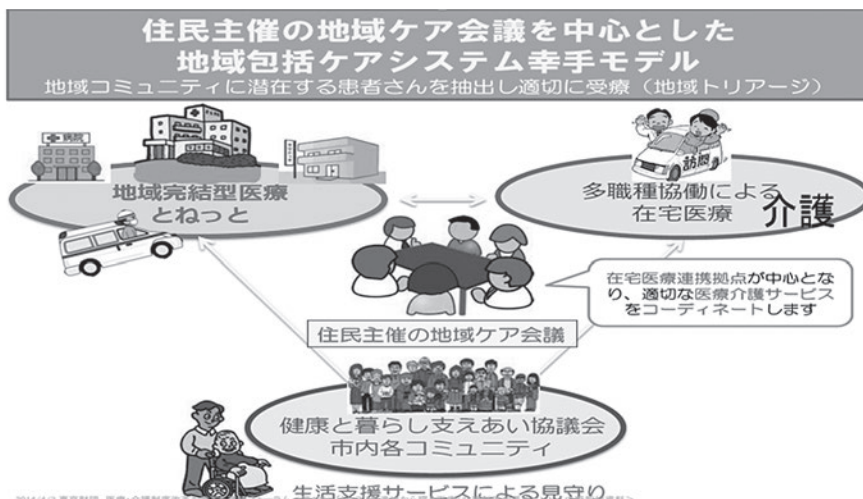 住民主催の地域ケア会議を中心とした
地域包括ケアシステム幸手モデル
地域コミュニティに潜在する患者さんを抽出し適切に受療（地域トリアージ）
病院
地域完結型医療
とねっと
訪問
多職種協働による
在宅医療
介護
在宅医療連携拠点が中心とな
り、適切な医療介護サービス
をコーディネートします
住民主催の地域ケア会議
健康と暮らし支えあい協議会
市内各コミュニティ
生活支援サービスによる見守り